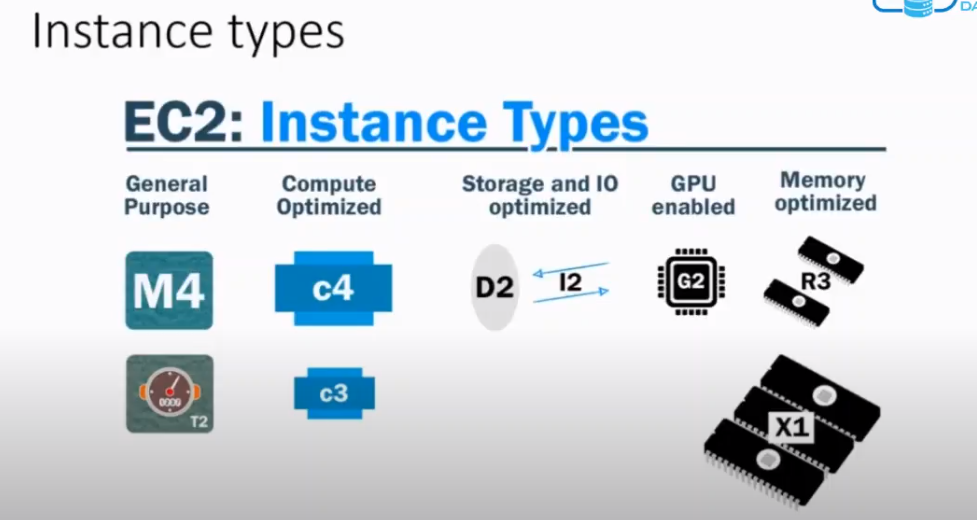 Instance types
EC2: Instance Types
General
Purpose
Compute
Optimized
Storage and IO
optimized
GPU
enabled
Memory
optimized
M4
c4
D2
I2
G2
R3
T2
c3
X1